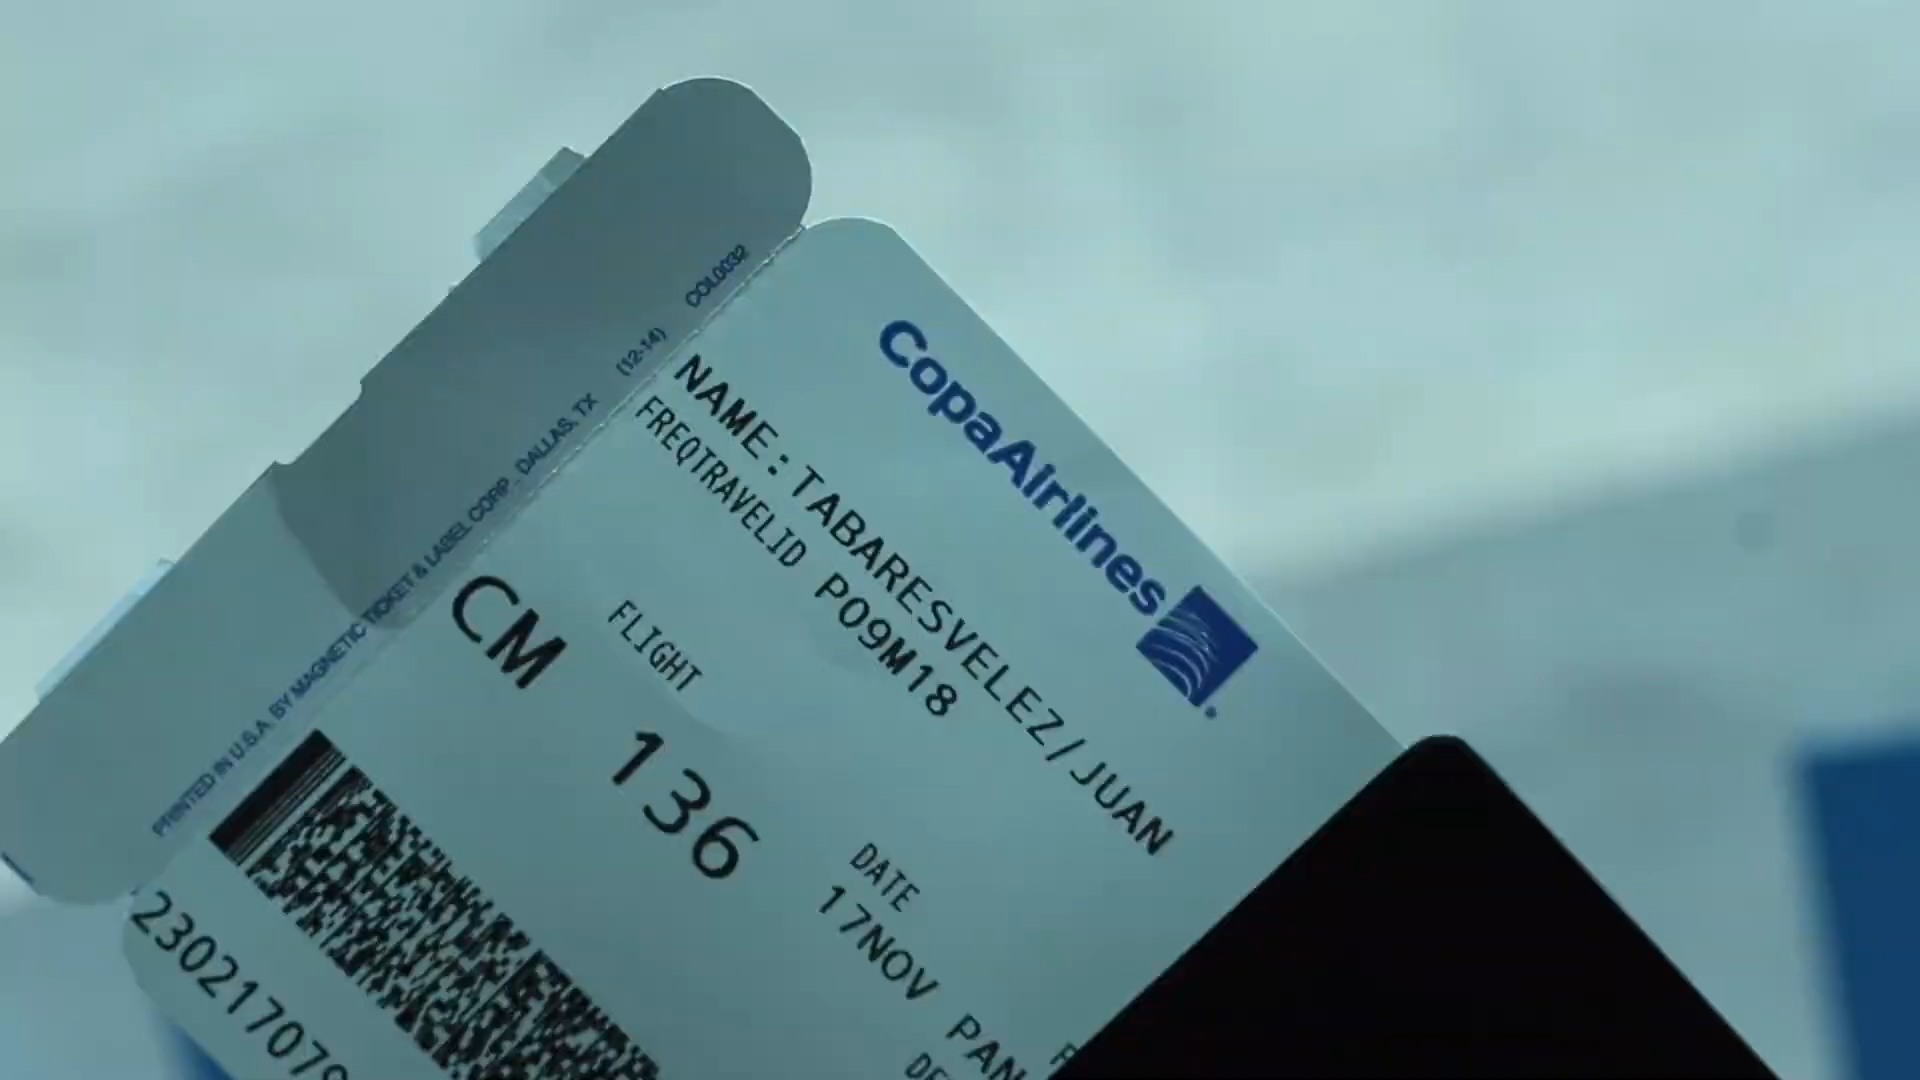 CopaAirlines
NAME: TABARESVELEZ/JUAN
FREQTRAVELID P09M18
FLIGHT
CM 136
DATE
17NOV PAN
230217079
PRINTED IN U.S.A. BY MAGNETIC TICKET & LABEL CORP - DALLAS, TX (12-14) COL0032